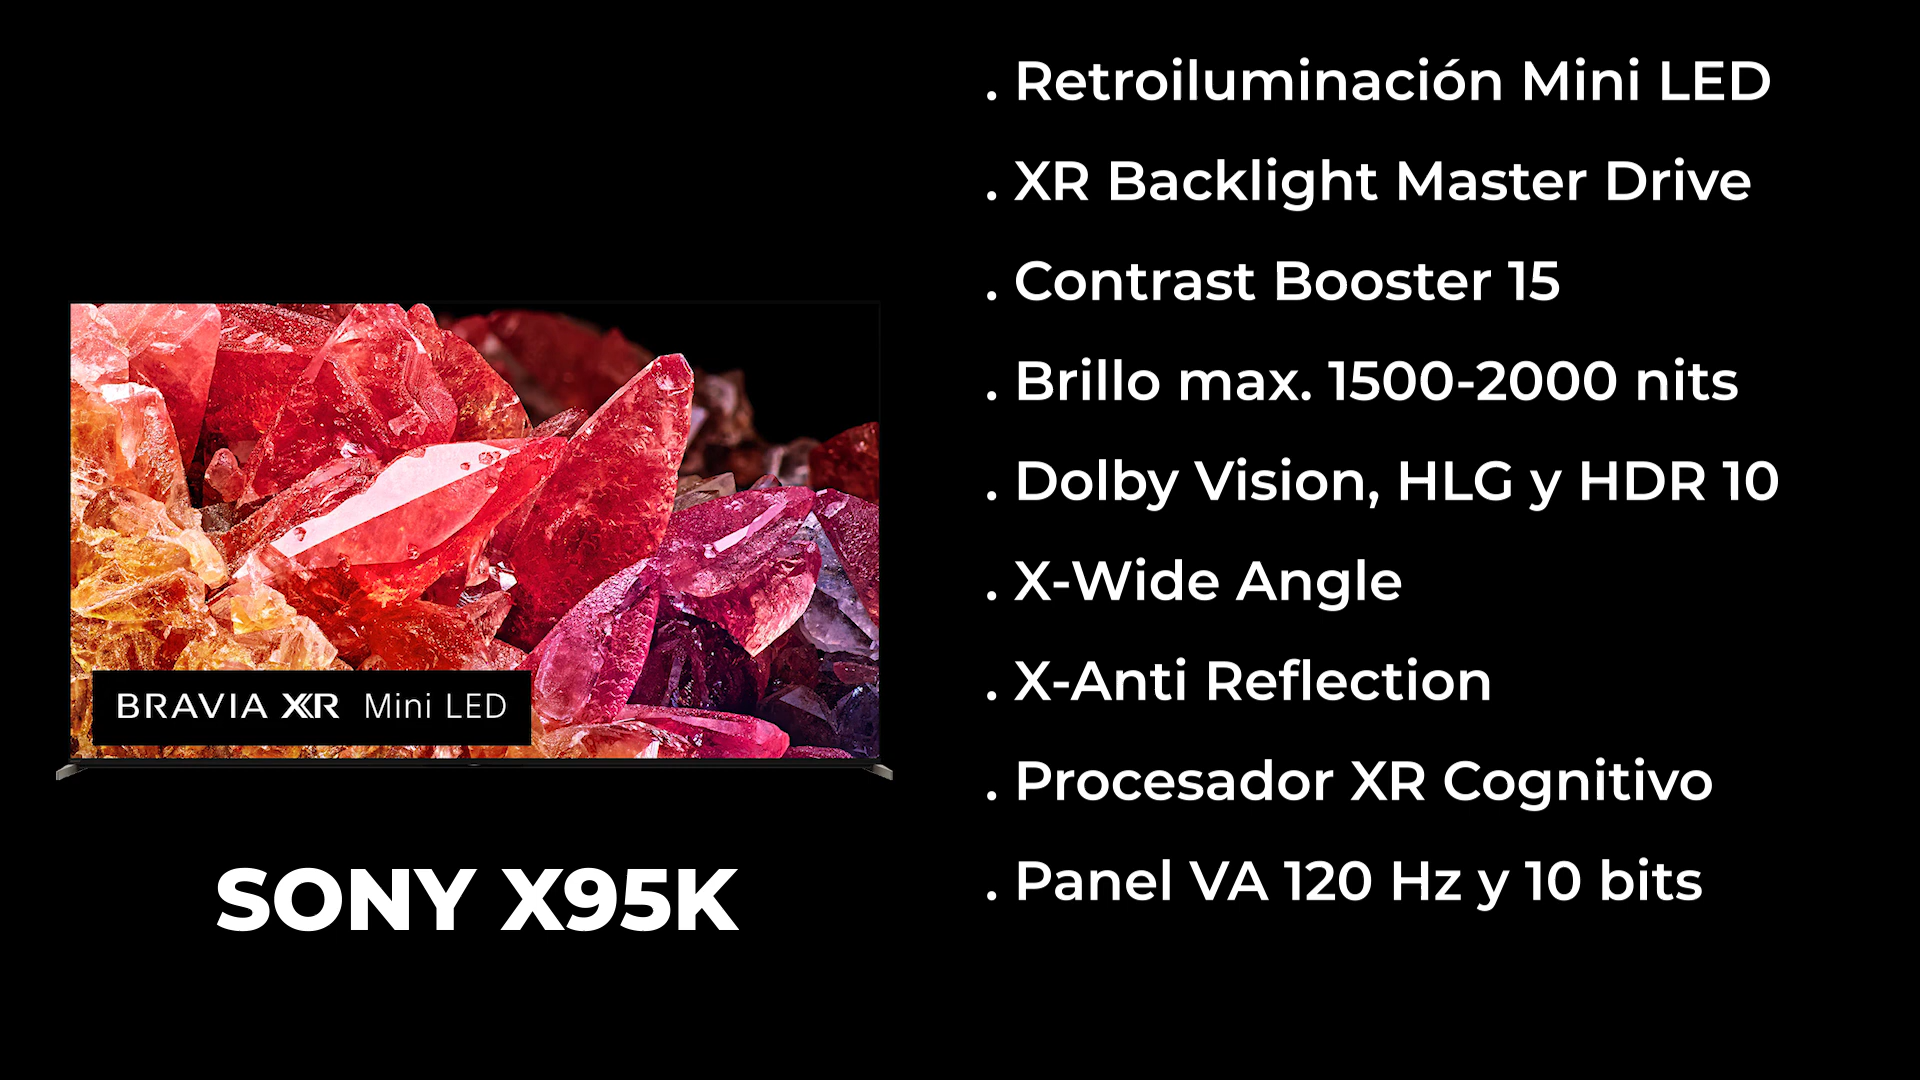 . Retroiluminación Mini LED
. XR Backlight Master Drive
. Contrast Booster 15
. Brillo max. 1500-2000 nits
. Dolby Vision, HLG y HDR 10
. X-Wide Angle
. X-Anti Reflection
. Procesador XR Cognitivo
. Panel VA 120 Hz y 10 bits
BRAVIA XR Mini LED
SONY X95K